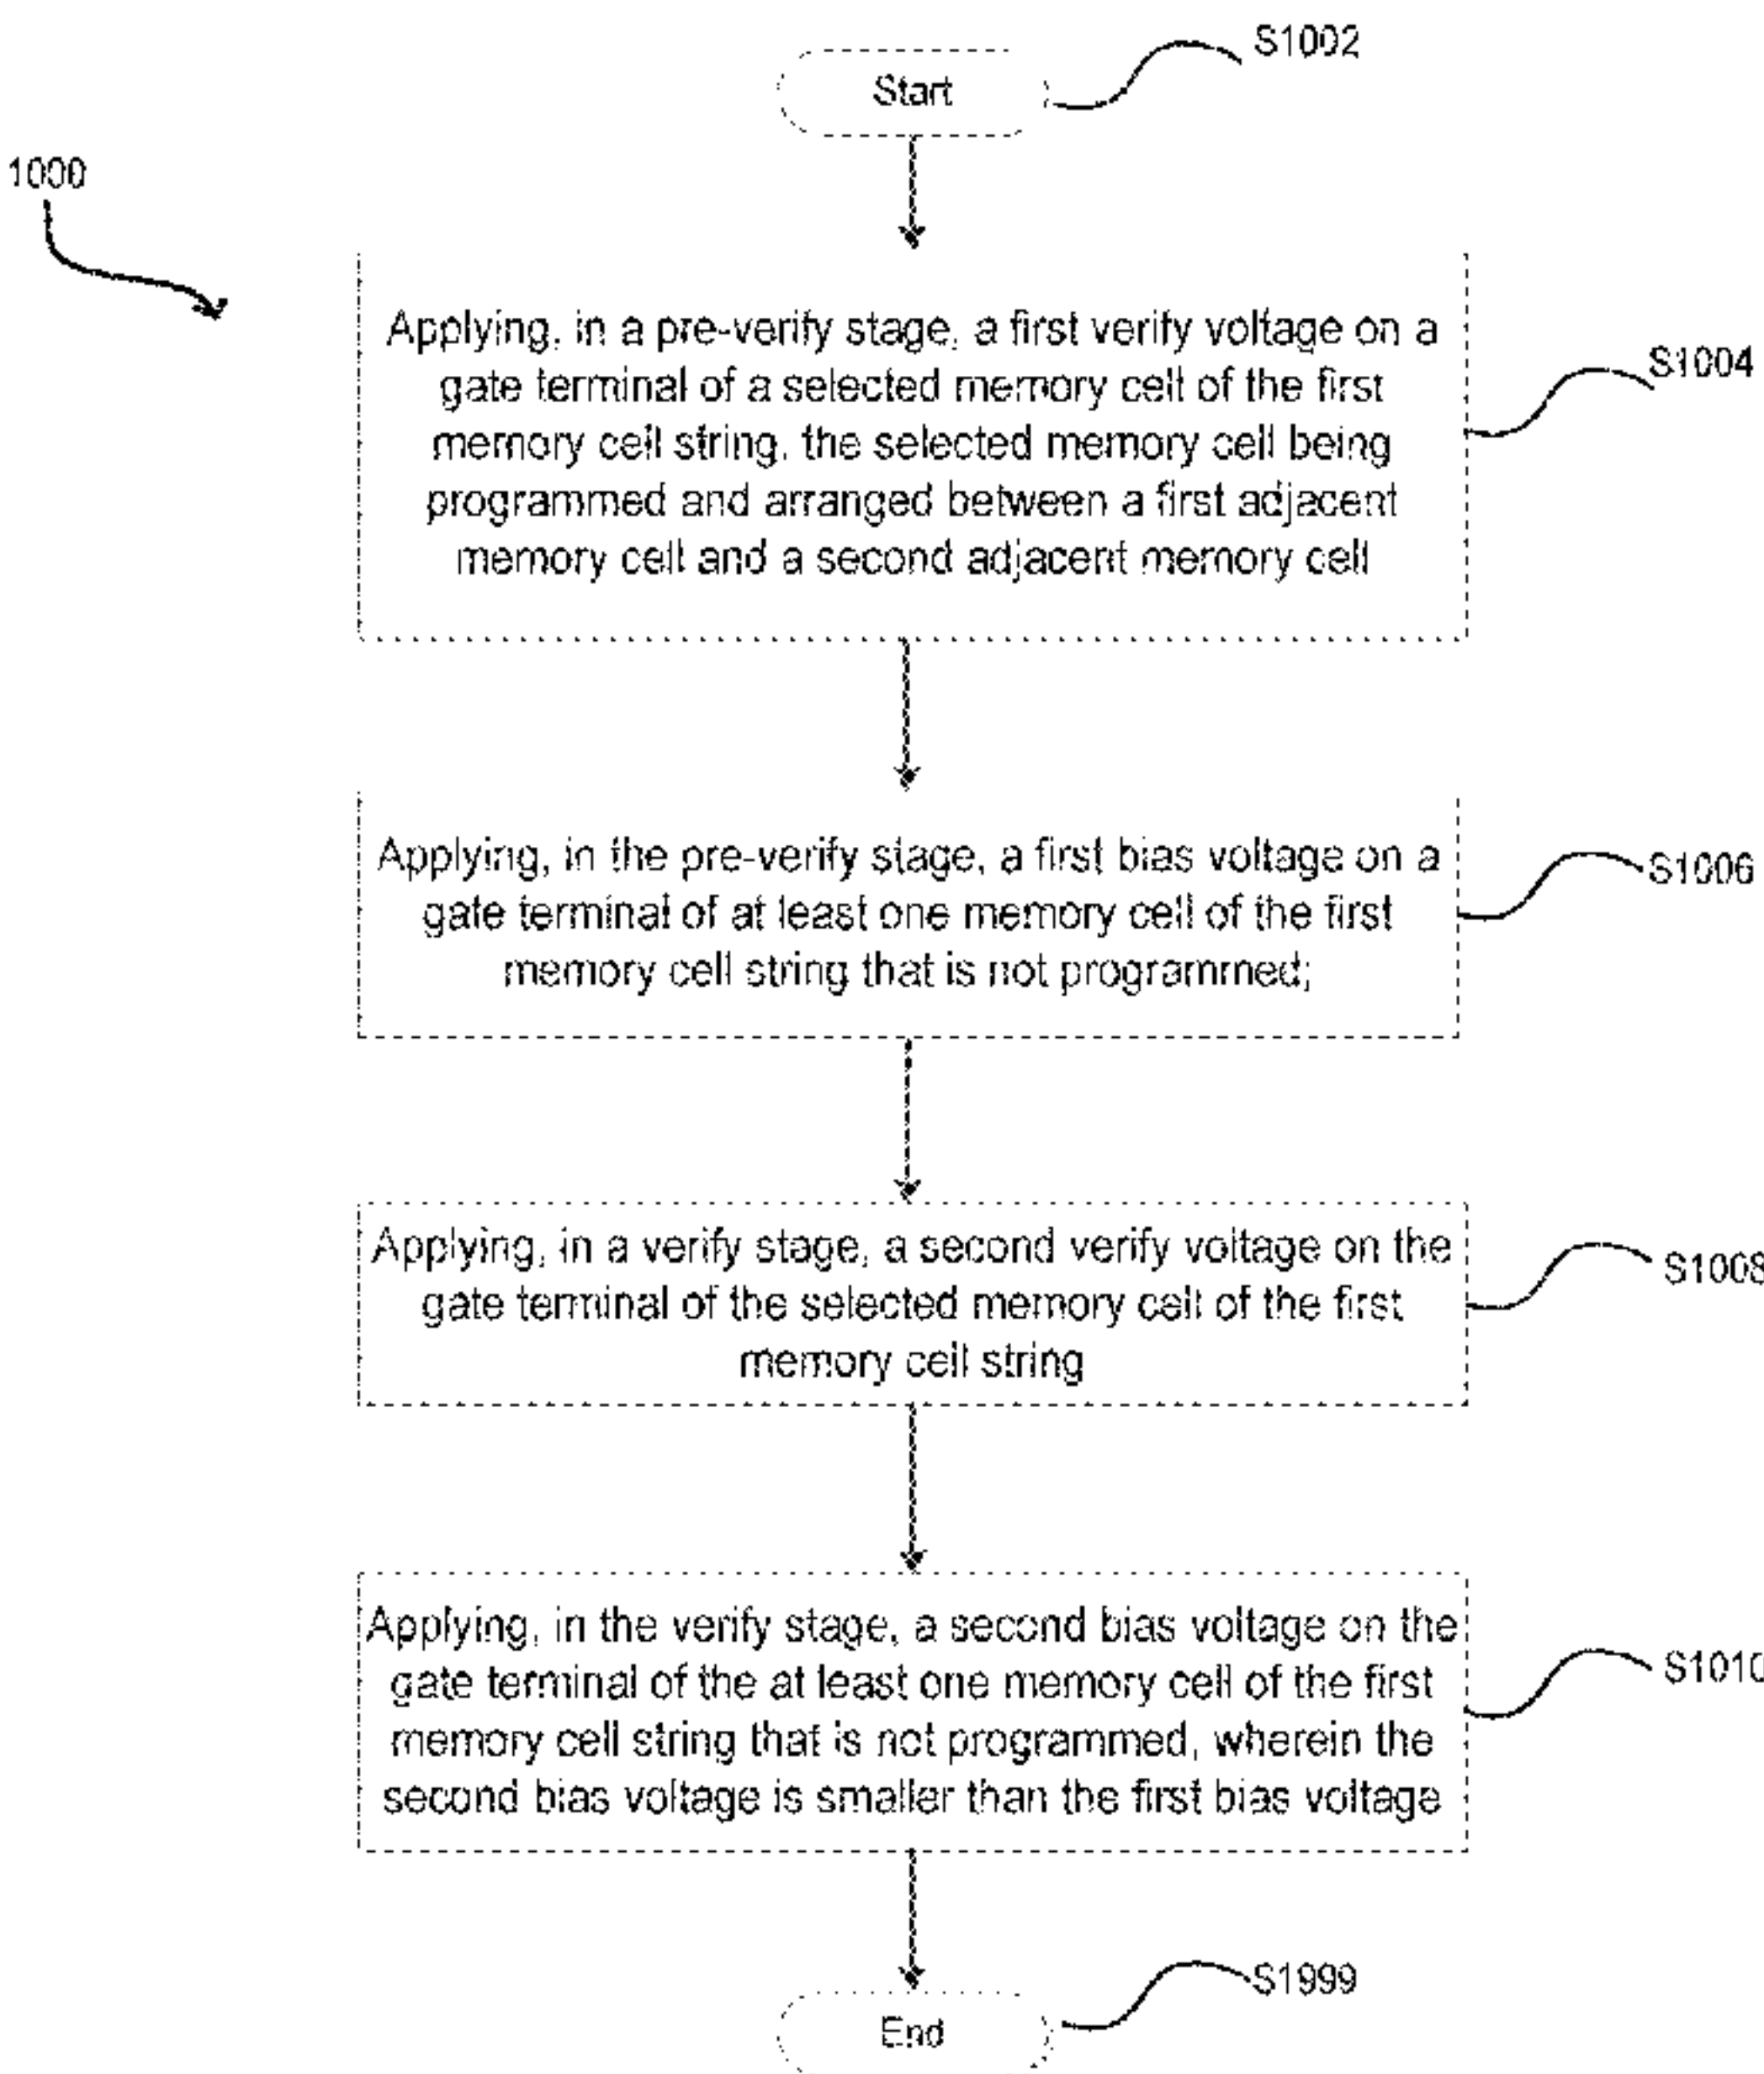 S1002
Start
1000
Applying, in a pre-verify stage, a first verify voltage on a
gate terminal of a selected memory cell of the first
memory cell string, the selected memory cell being
programmed and arranged between a first adjacent
memory cell and a second adjacent memory cell
S1004
Applying, in the pre-verify stage, a first bias voltage on a
gate terminal of at least one memory cell of the first
memory cell string that is not programmed;
S1006
Applying, in a verify stage, a second verify voltage on the
gate terminal of the selected memory cell of the first
memory cell string
S1008
Applying, in the verify stage, a second bias voltage on the
gate terminal of the at least one memory cell of the first
memory cell string that is not programmed, wherein the
second bias voltage is smaller than the first bias voltage
S1010
S1999
End